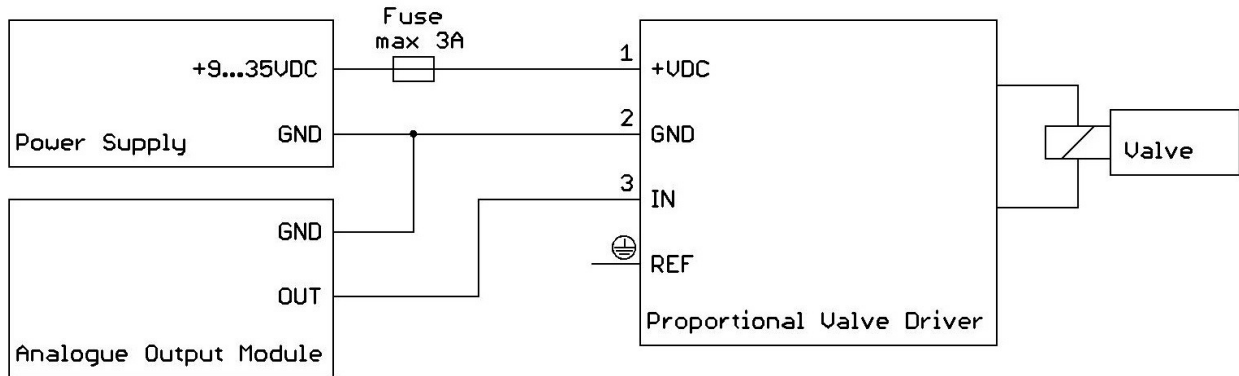 Fuse
max 3A
+9...35VDC
GND
Power Supply
GND
OUT
Analogue Output Module
1
+VDC
2
GND
3
IN
REF
Proportional Valve Driver
Valve